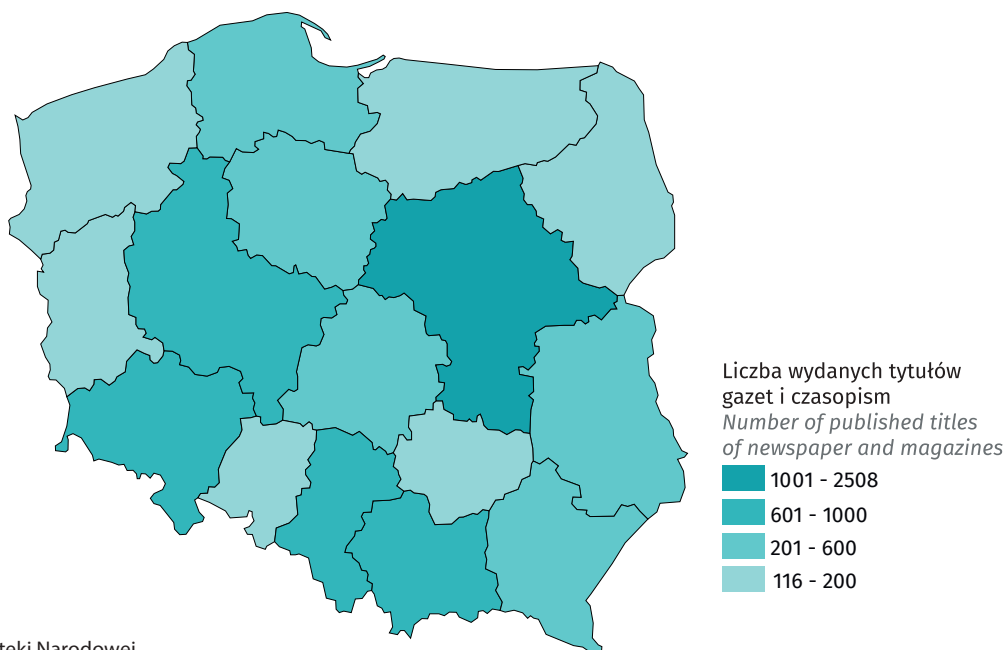 Liczba wydanych tytułów
gazet i czasopism
Number of published titles
of newspaper and magazines
1001 - 2508
601 - 1000
201 - 600
116 - 200
Narodowej